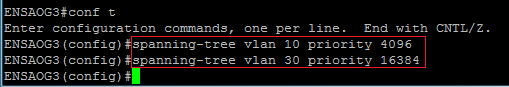 ENSAOG3#conf t
Enter configuration commands, one per line.  End with CNTL/Z.
ENSAOG3(config)#spanning-tree vlan 10 priority 4096
ENSAOG3(config)#spanning-tree vlan 30 priority 16384
ENSAOG3(config)#